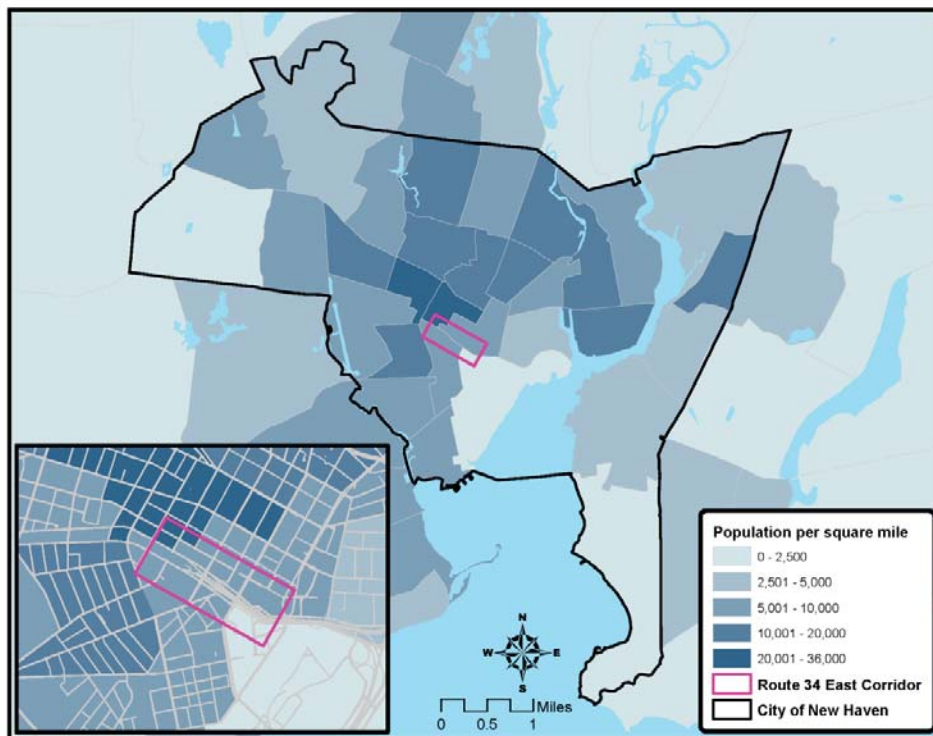 N
W E
S
0 0.5 1 Miles
Population per square mile
0 - 2,500
2,501 - 5,000
5,001 - 10,000
10,001 - 20,000
20,001 - 36,000
Route 34 East Corridor
City of New Haven